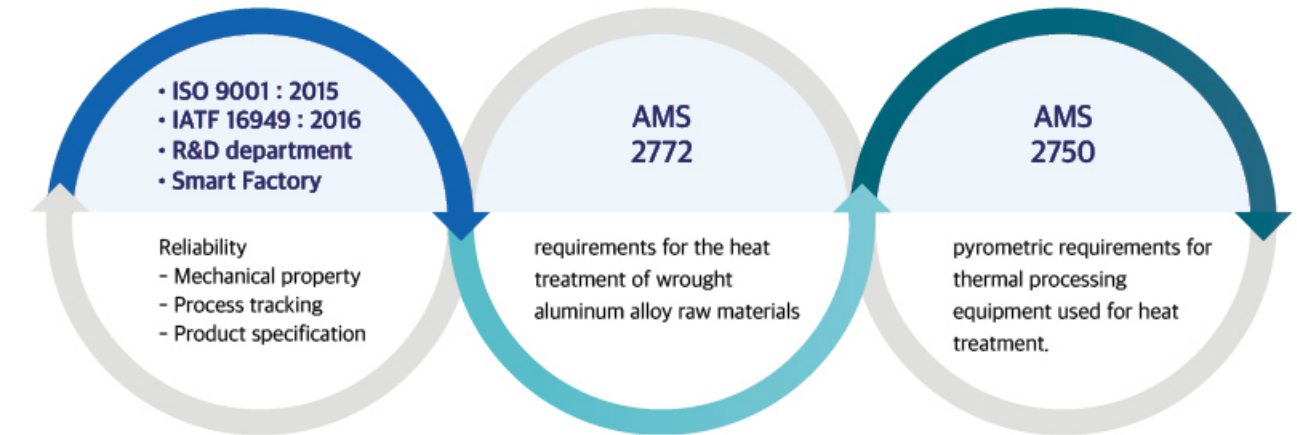 • ISO 9001 : 2015
• IATF 16949 : 2016
• R&D department
• Smart Factory
Reliability
- Mechanical property
- Process tracking
- Product specification
AMS
2772
requirements for the heat
treatment of wrought
aluminum alloy raw materials
AMS
2750
pyrometric requirements for
thermal processing
equipment used for heat
treatment.